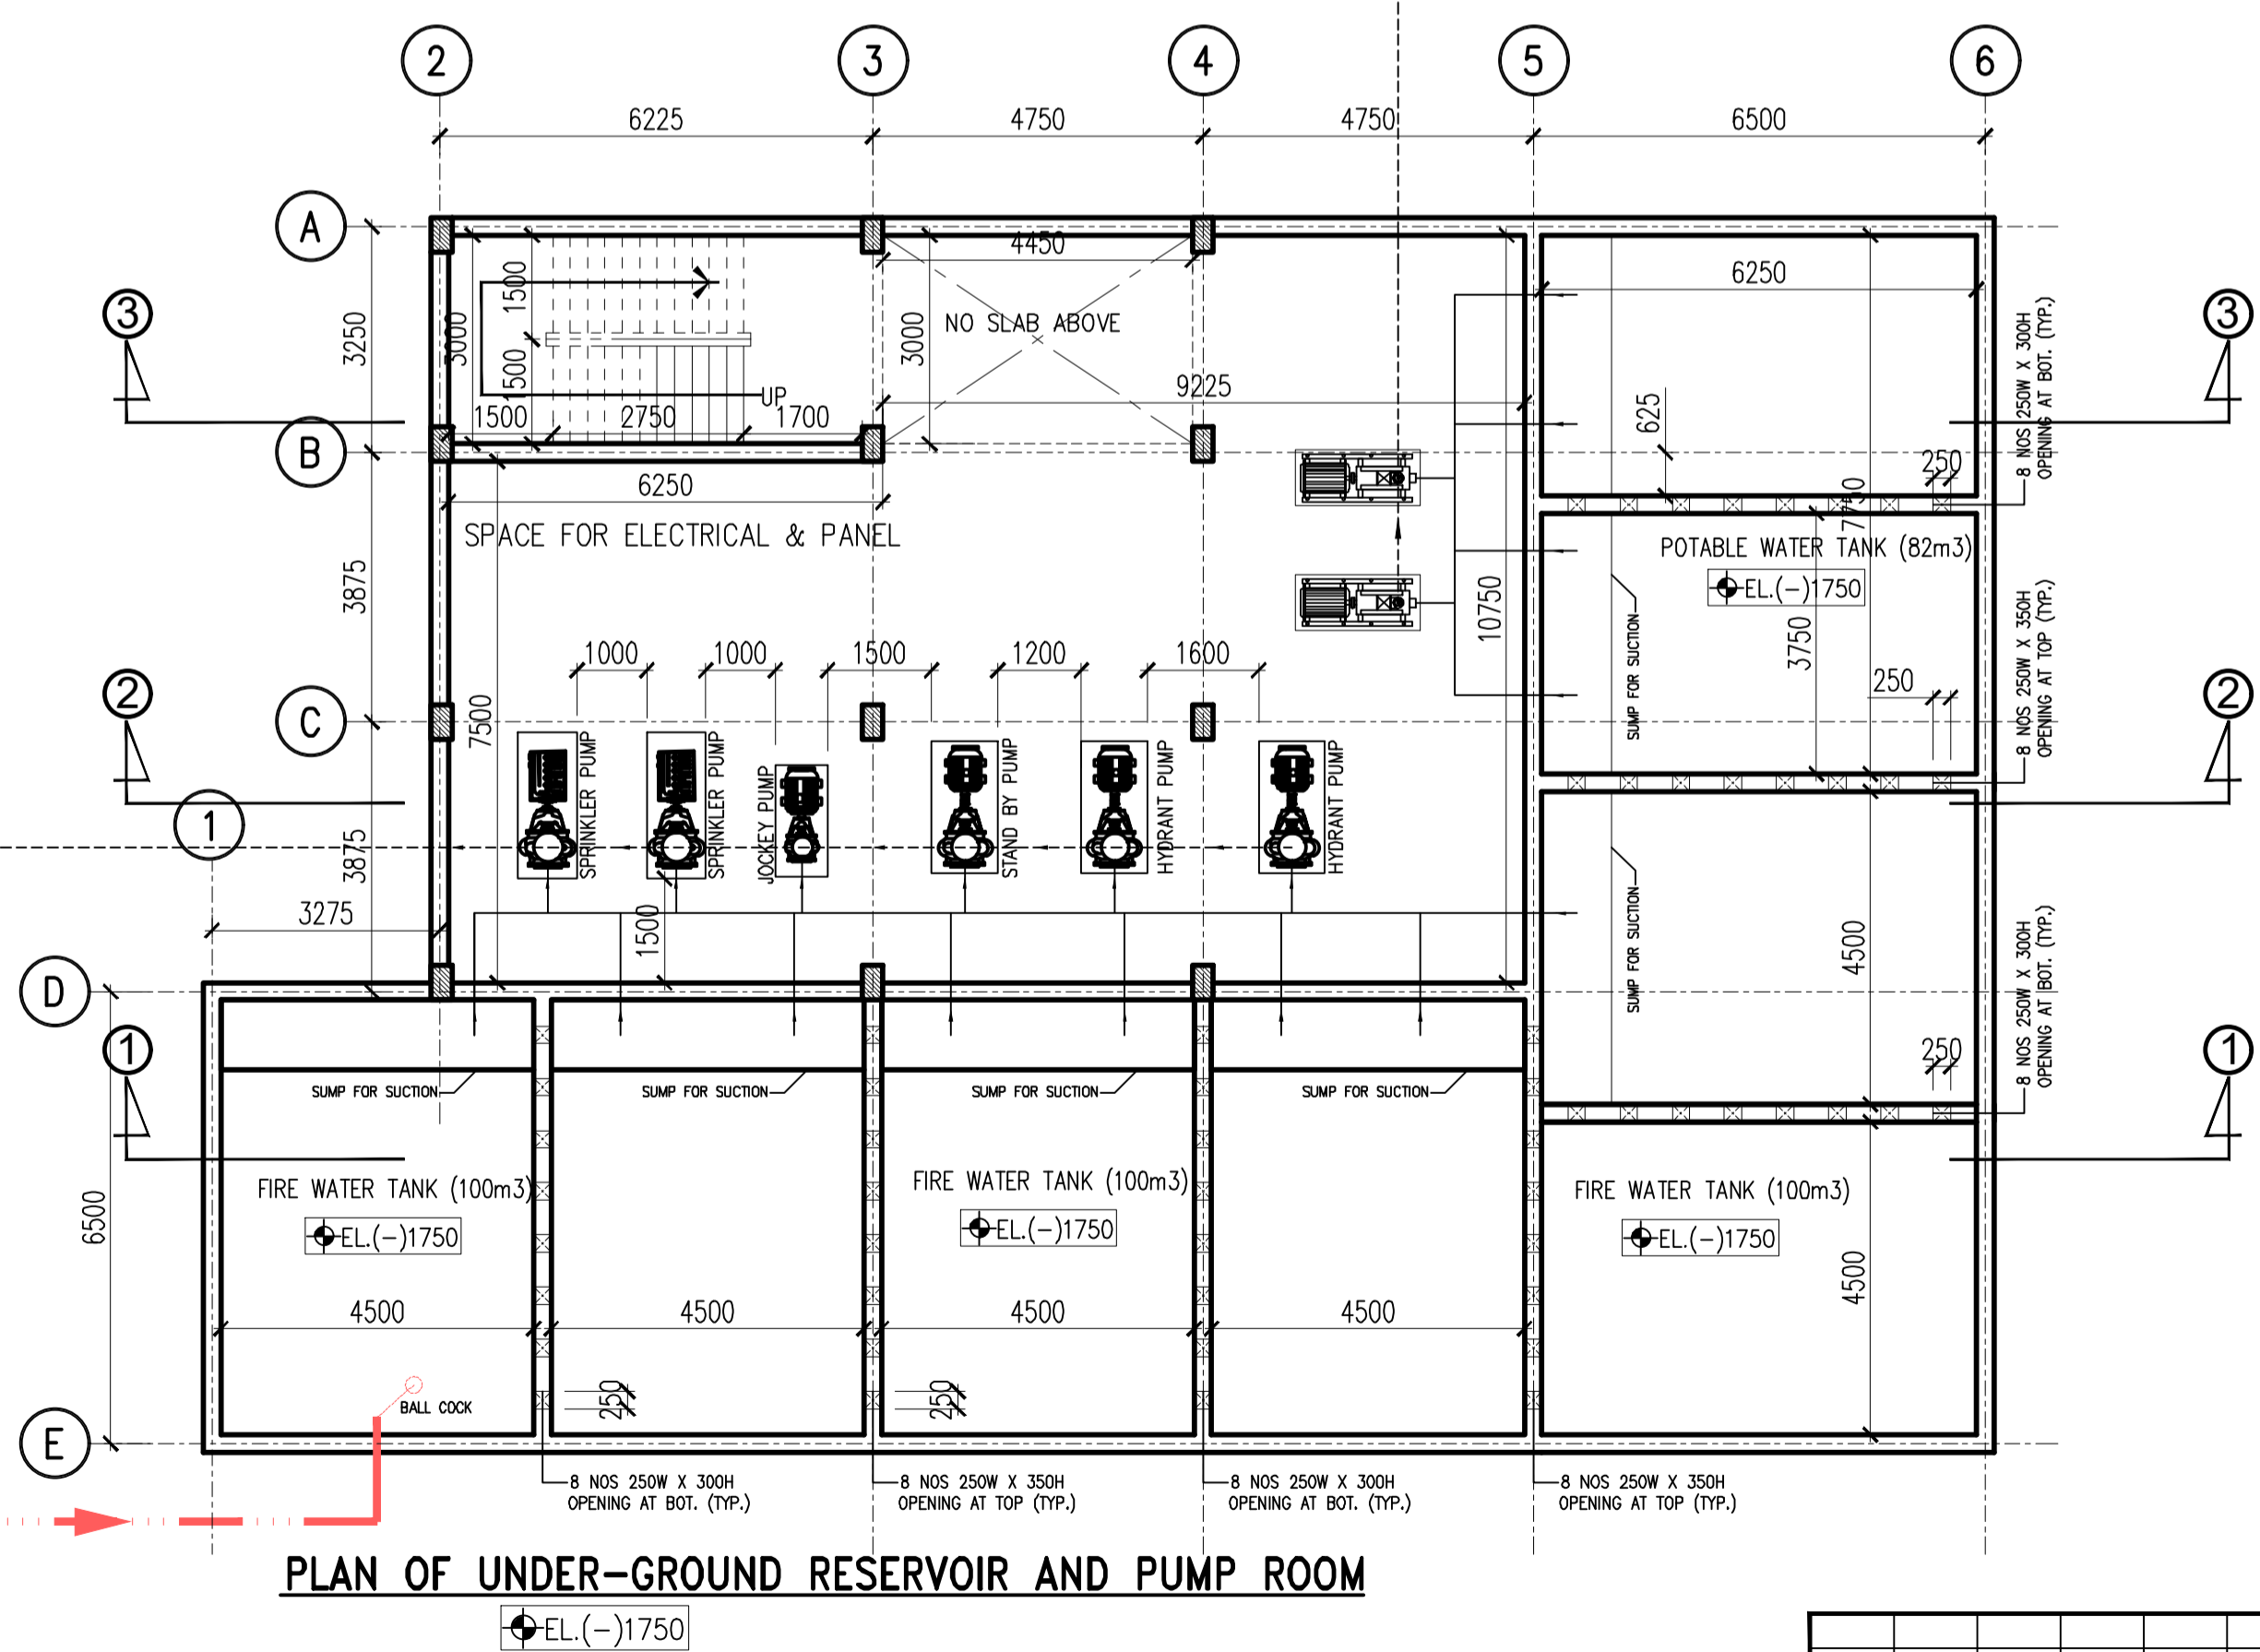 2
3
4
5
6
6225
4750
4750
6500
A
3250
3000
1500
1500
4450
3000
NO SLAB ABOVE
6250
3
3
UP
1500
2750
1700
9225
625
250
8 NOS 250W X 300H
OPENING AT BOT. (TYP.)
B
6250
SPACE FOR ELECTRICAL & PANEL
7750
POTABLE WATER TANK (82m3)
EL.(-)1750
3875
10750
3750
SUMP FOR SUCTION
8 NOS 250W X 350H
OPENING AT TOP (TYP.)
1000
1000
1500
1200
1600
250
2
2
C
7500
SPRINKLER PUMP
SPRINKLER PUMP
JOCKEY PUMP
STAND BY PUMP
HYDRANT PUMP
HYDRANT PUMP
1
3875
3275
1500
SUMP FOR SUCTION
4500
8 NOS 250W X 300H
OPENING AT BOT. (TYP.)
D
1
250
1
SUMP FOR SUCTION
SUMP FOR SUCTION
SUMP FOR SUCTION
SUMP FOR SUCTION
6500
FIRE WATER TANK (100m3)
EL.(-)1750
FIRE WATER TANK (100m3)
EL.(-)1750
FIRE WATER TANK (100m3)
EL.(-)1750
4500
4500
4500
4500
4500
250
250
BALL COCK
E
8 NOS 250W X 300H
OPENING AT BOT. (TYP.)
8 NOS 250W X 350H
OPENING AT TOP (TYP.)
8 NOS 250W X 300H
OPENING AT BOT. (TYP.)
8 NOS 250W X 350H
OPENING AT TOP (TYP.)
PLAN OF UNDER-GROUND RESERVOIR AND PUMP ROOM
EL.(-)1750